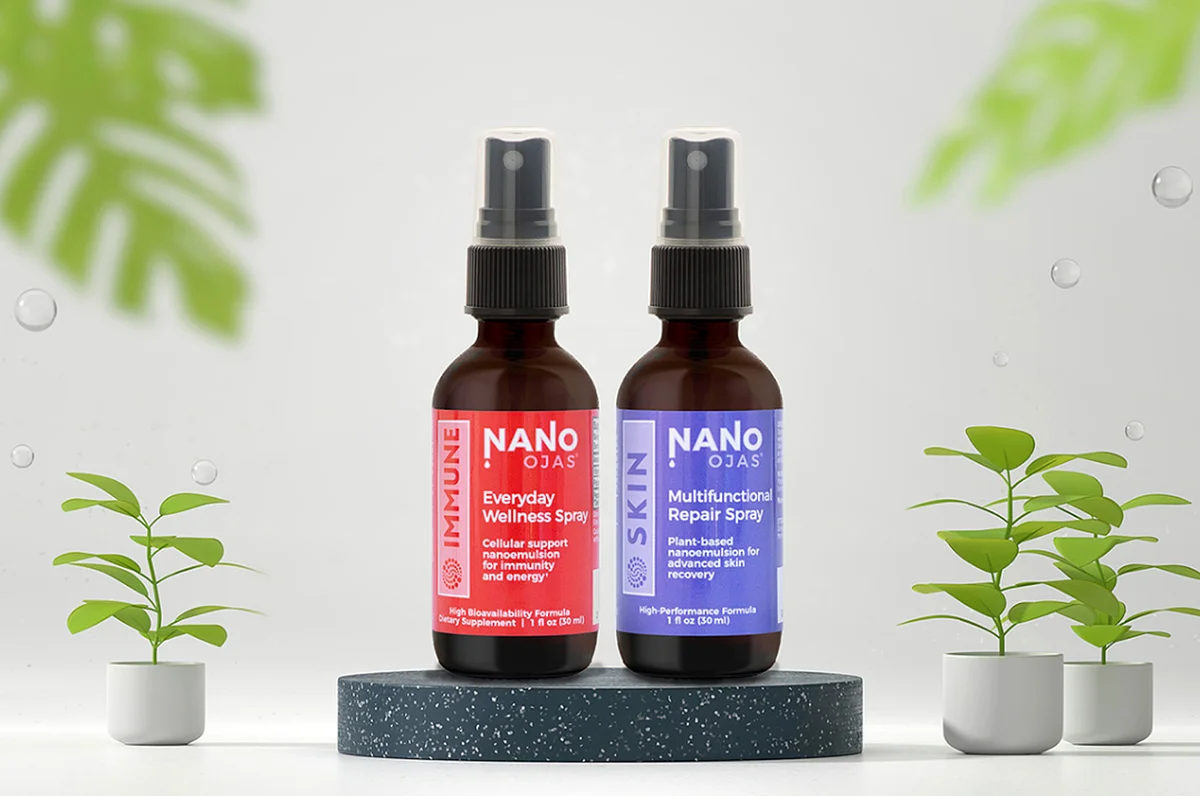 IMMUNE
NANO
OJAS®
Everyday
Wellness Spray
Cellular support
nanoemulsion
for immunity
and energy†
High Bioavailability Formula
Dietary Supplement | 1 fl oz (30 ml)
SKIN
NANO
OJAS®
Multifunctional
Repair Spray
Plant-based
nanoemulsion for
advanced skin
recovery
High-Performance Formula
1 fl oz (30 ml)